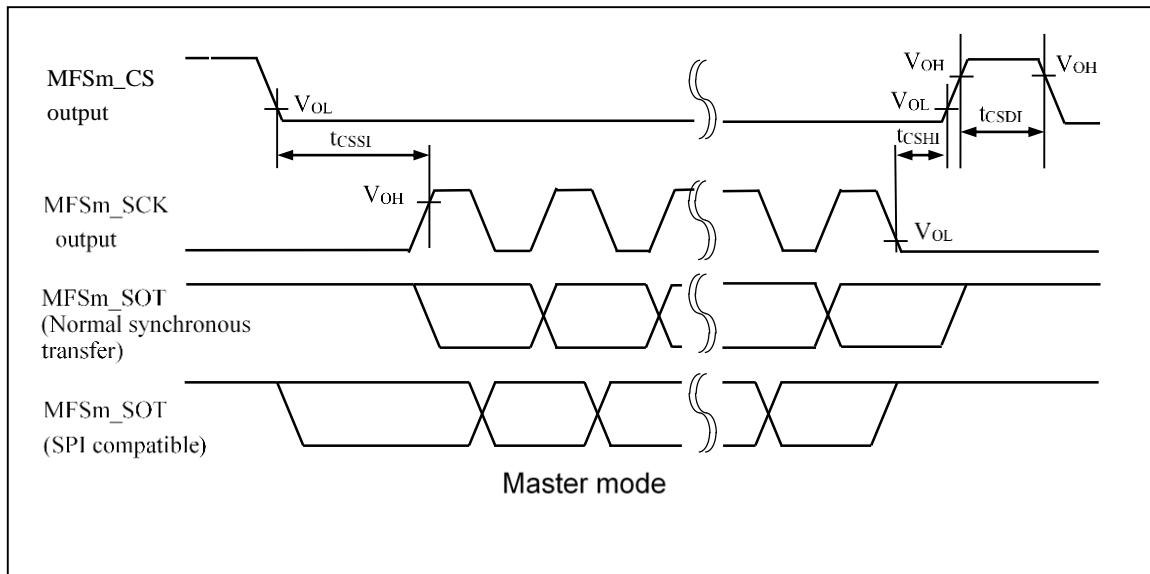 MFSm_CS
output
VOL
tCSSI
VOH
VOL
tCSHI
tCSDI
VOH
MFSm_SCK
output
VOH
VOL
MFSm_SOT
(Normal synchronous
transfer)
MFSm_SOT
(SPI compatible)
Master mode